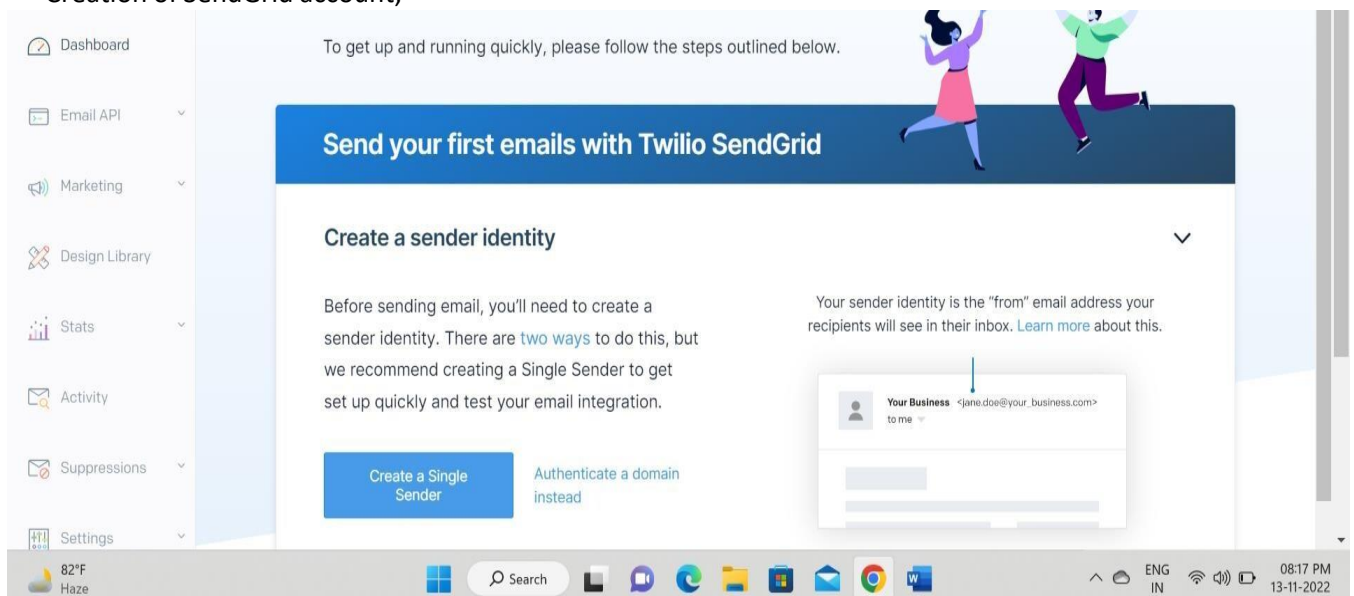 Creation of SendGrid account,
Dashboard
Email API
Marketing
Design Library
Stats
Activity
Suppressions
Settings
To get up and running quickly, please follow the steps outlined below.
Send your first emails with Twilio SendGrid
Create a sender identity
Before sending email, you'll need to create a
sender identity. There are two ways to do this, but
we recommend creating a Single Sender to get
set up quickly and test your email integration.
Create a Single
Sender
Authenticate a domain
instead
Your sender identity is the "from" email address your
recipients will see in their inbox. Learn more about this.
Your Business <jane.doe@your_business.com>
to me
82°F
Haze
Search
ENG
IN
08:17 PM
13-11-2022